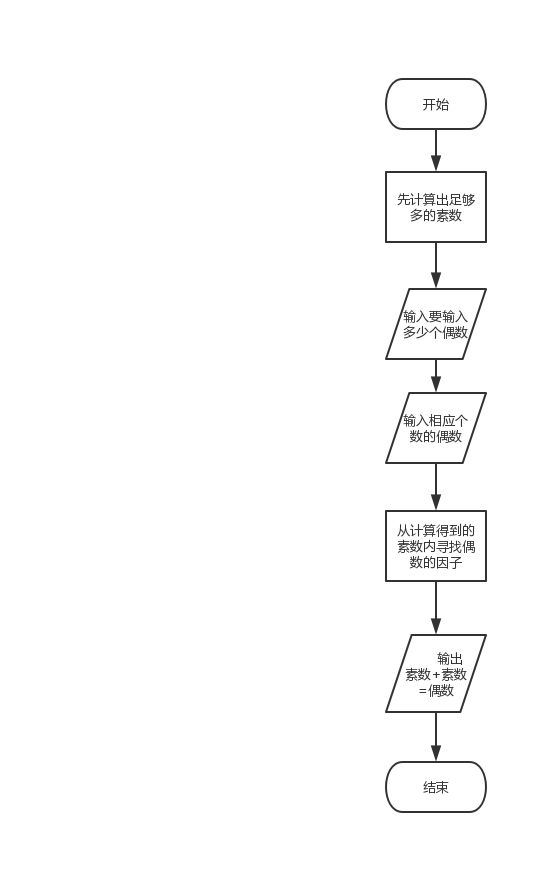 开始
先计算出足够
多的素数
输入要输入
多少个偶数
输入相应个
数的偶数
从计算得到的
素数内寻找偶
数的因子
输出
素数+素数
=偶数
结束